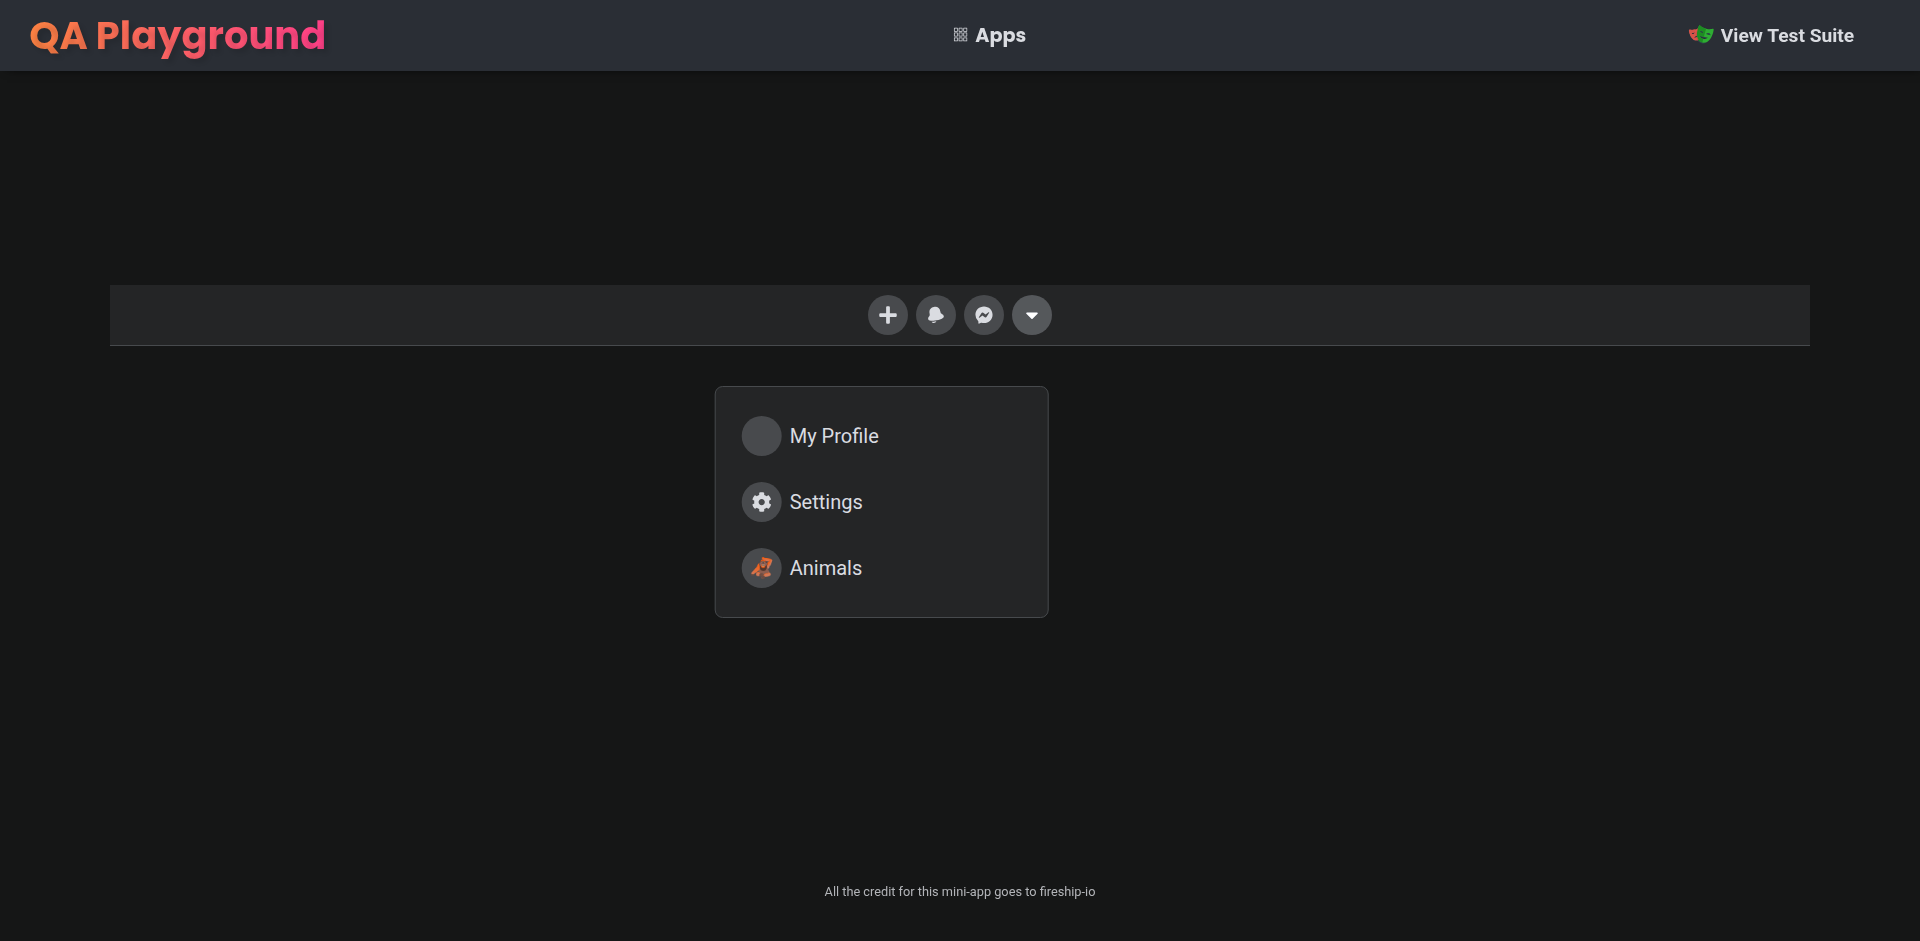 QA Playground
Apps
View Test Suite
My Profile
Settings
Animals
All the credit for this mini-app goes to fireship-io